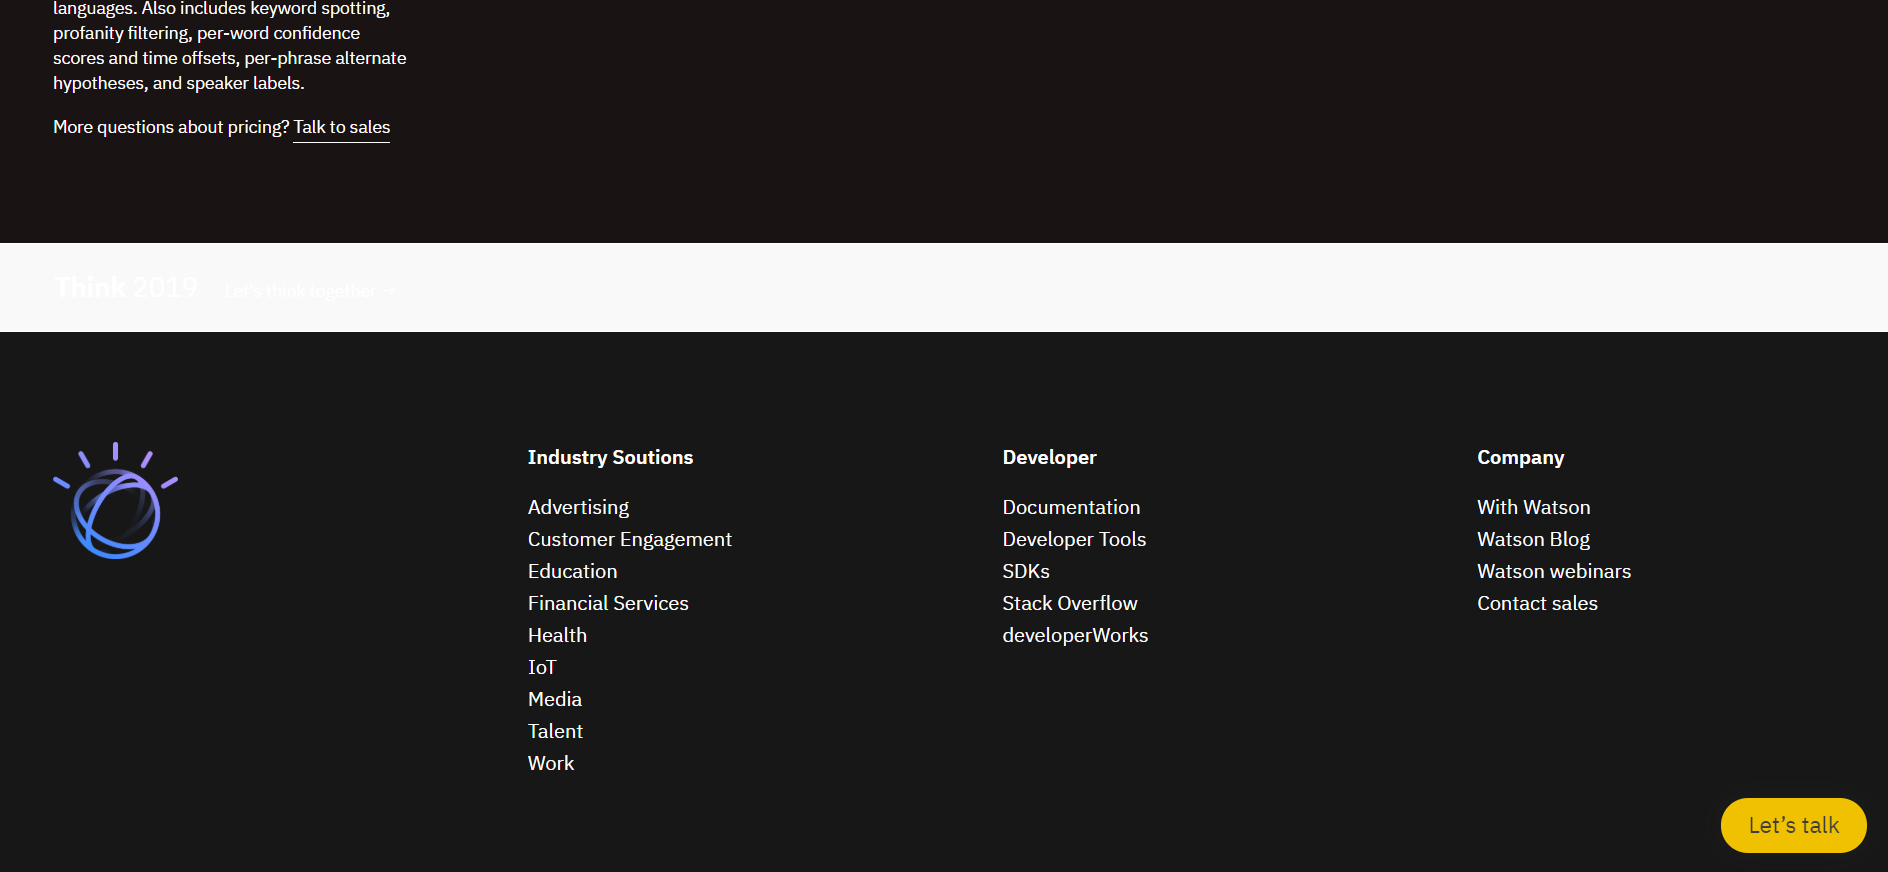 languages. Also includes keyword spotting,
profanity filtering, per-word confidence
scores and time offsets, per-phrase alternate
hypotheses, and speaker labels.
More questions about pricing? Talk to sales
Think 2019 Let's think together →
Industry Soutions
Advertising
Customer Engagement
Education
Financial Services
Health
IoT
Media
Talent
Work
Developer
Documentation
Developer Tools
SDKs
Stack Overflow
developerWorks
Company
With Watson
Watson Blog
Watson webinars
Contact sales
Let’s talk